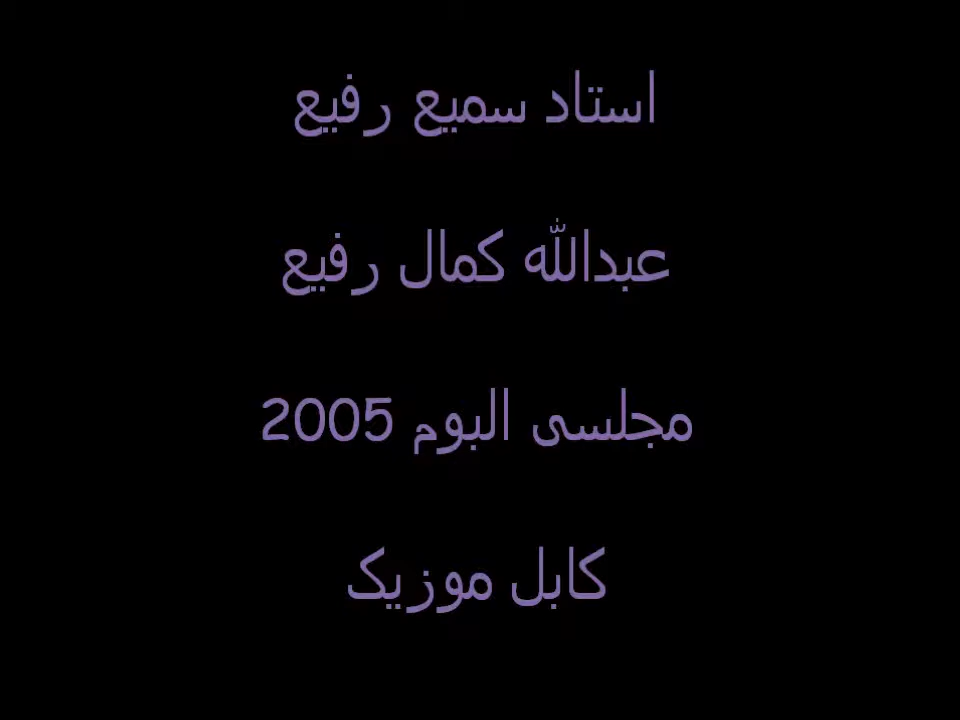 استاد سمیع رفیع
عبدالله کمال رفیع
مجلسی البوم 2005
کابل موزیک